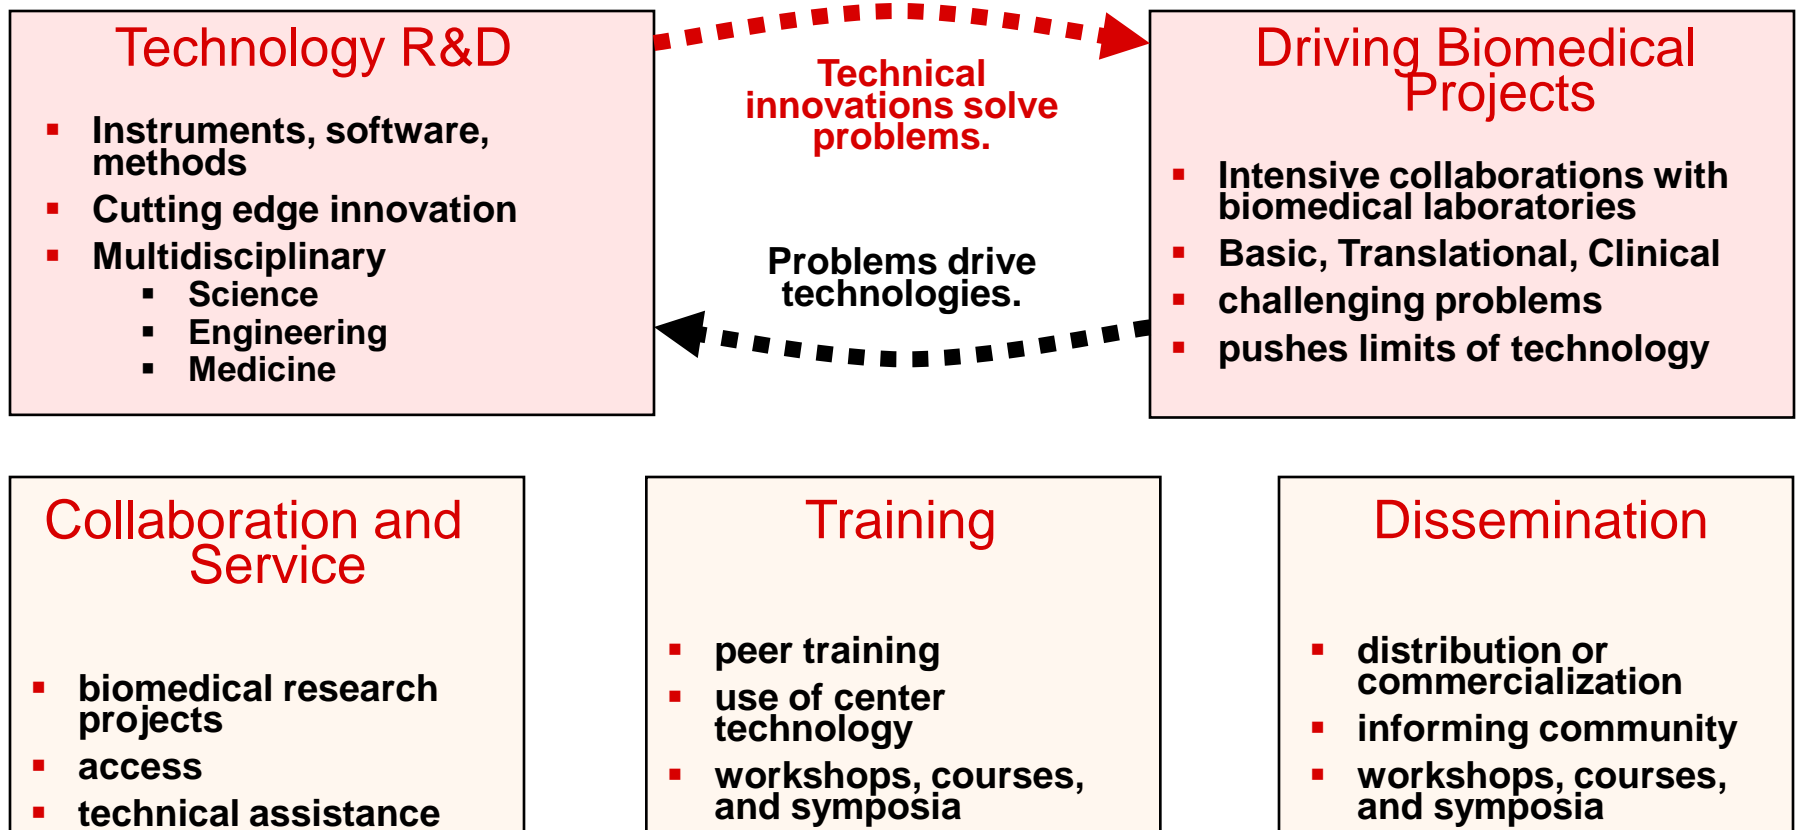 Technology R&D
Instruments, software,
methods
Cutting edge innovation
Multidisciplinary
Science
Engineering
Medicine
Technical
innovations solve
problems.
Problems drive
technologies.
Driving Biomedical
Projects
Intensive collaborations with
biomedical laboratories
Basic, Translational, Clinical
challenging problems
pushes limits of technology
Collaboration and
Service
biomedical research
projects
access
technical assistance
Training
peer training
use of center
technology
workshops, courses,
and symposia
Dissemination
distribution or
commercialization
informing community
workshops, courses,
and symposia